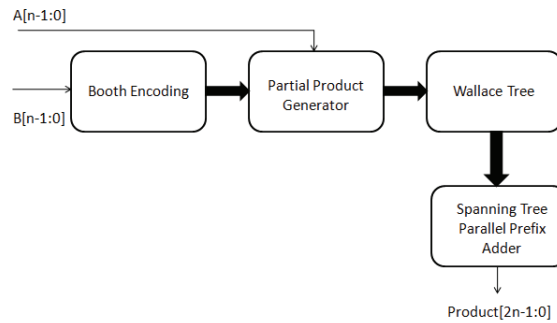 A[n-1:0]
Booth Encoding
Partial Product
Generator
Wallace Tree
B[n-1:0]
Spanning Tree
Parallel Prefix
Adder
Product[2n-1:0]